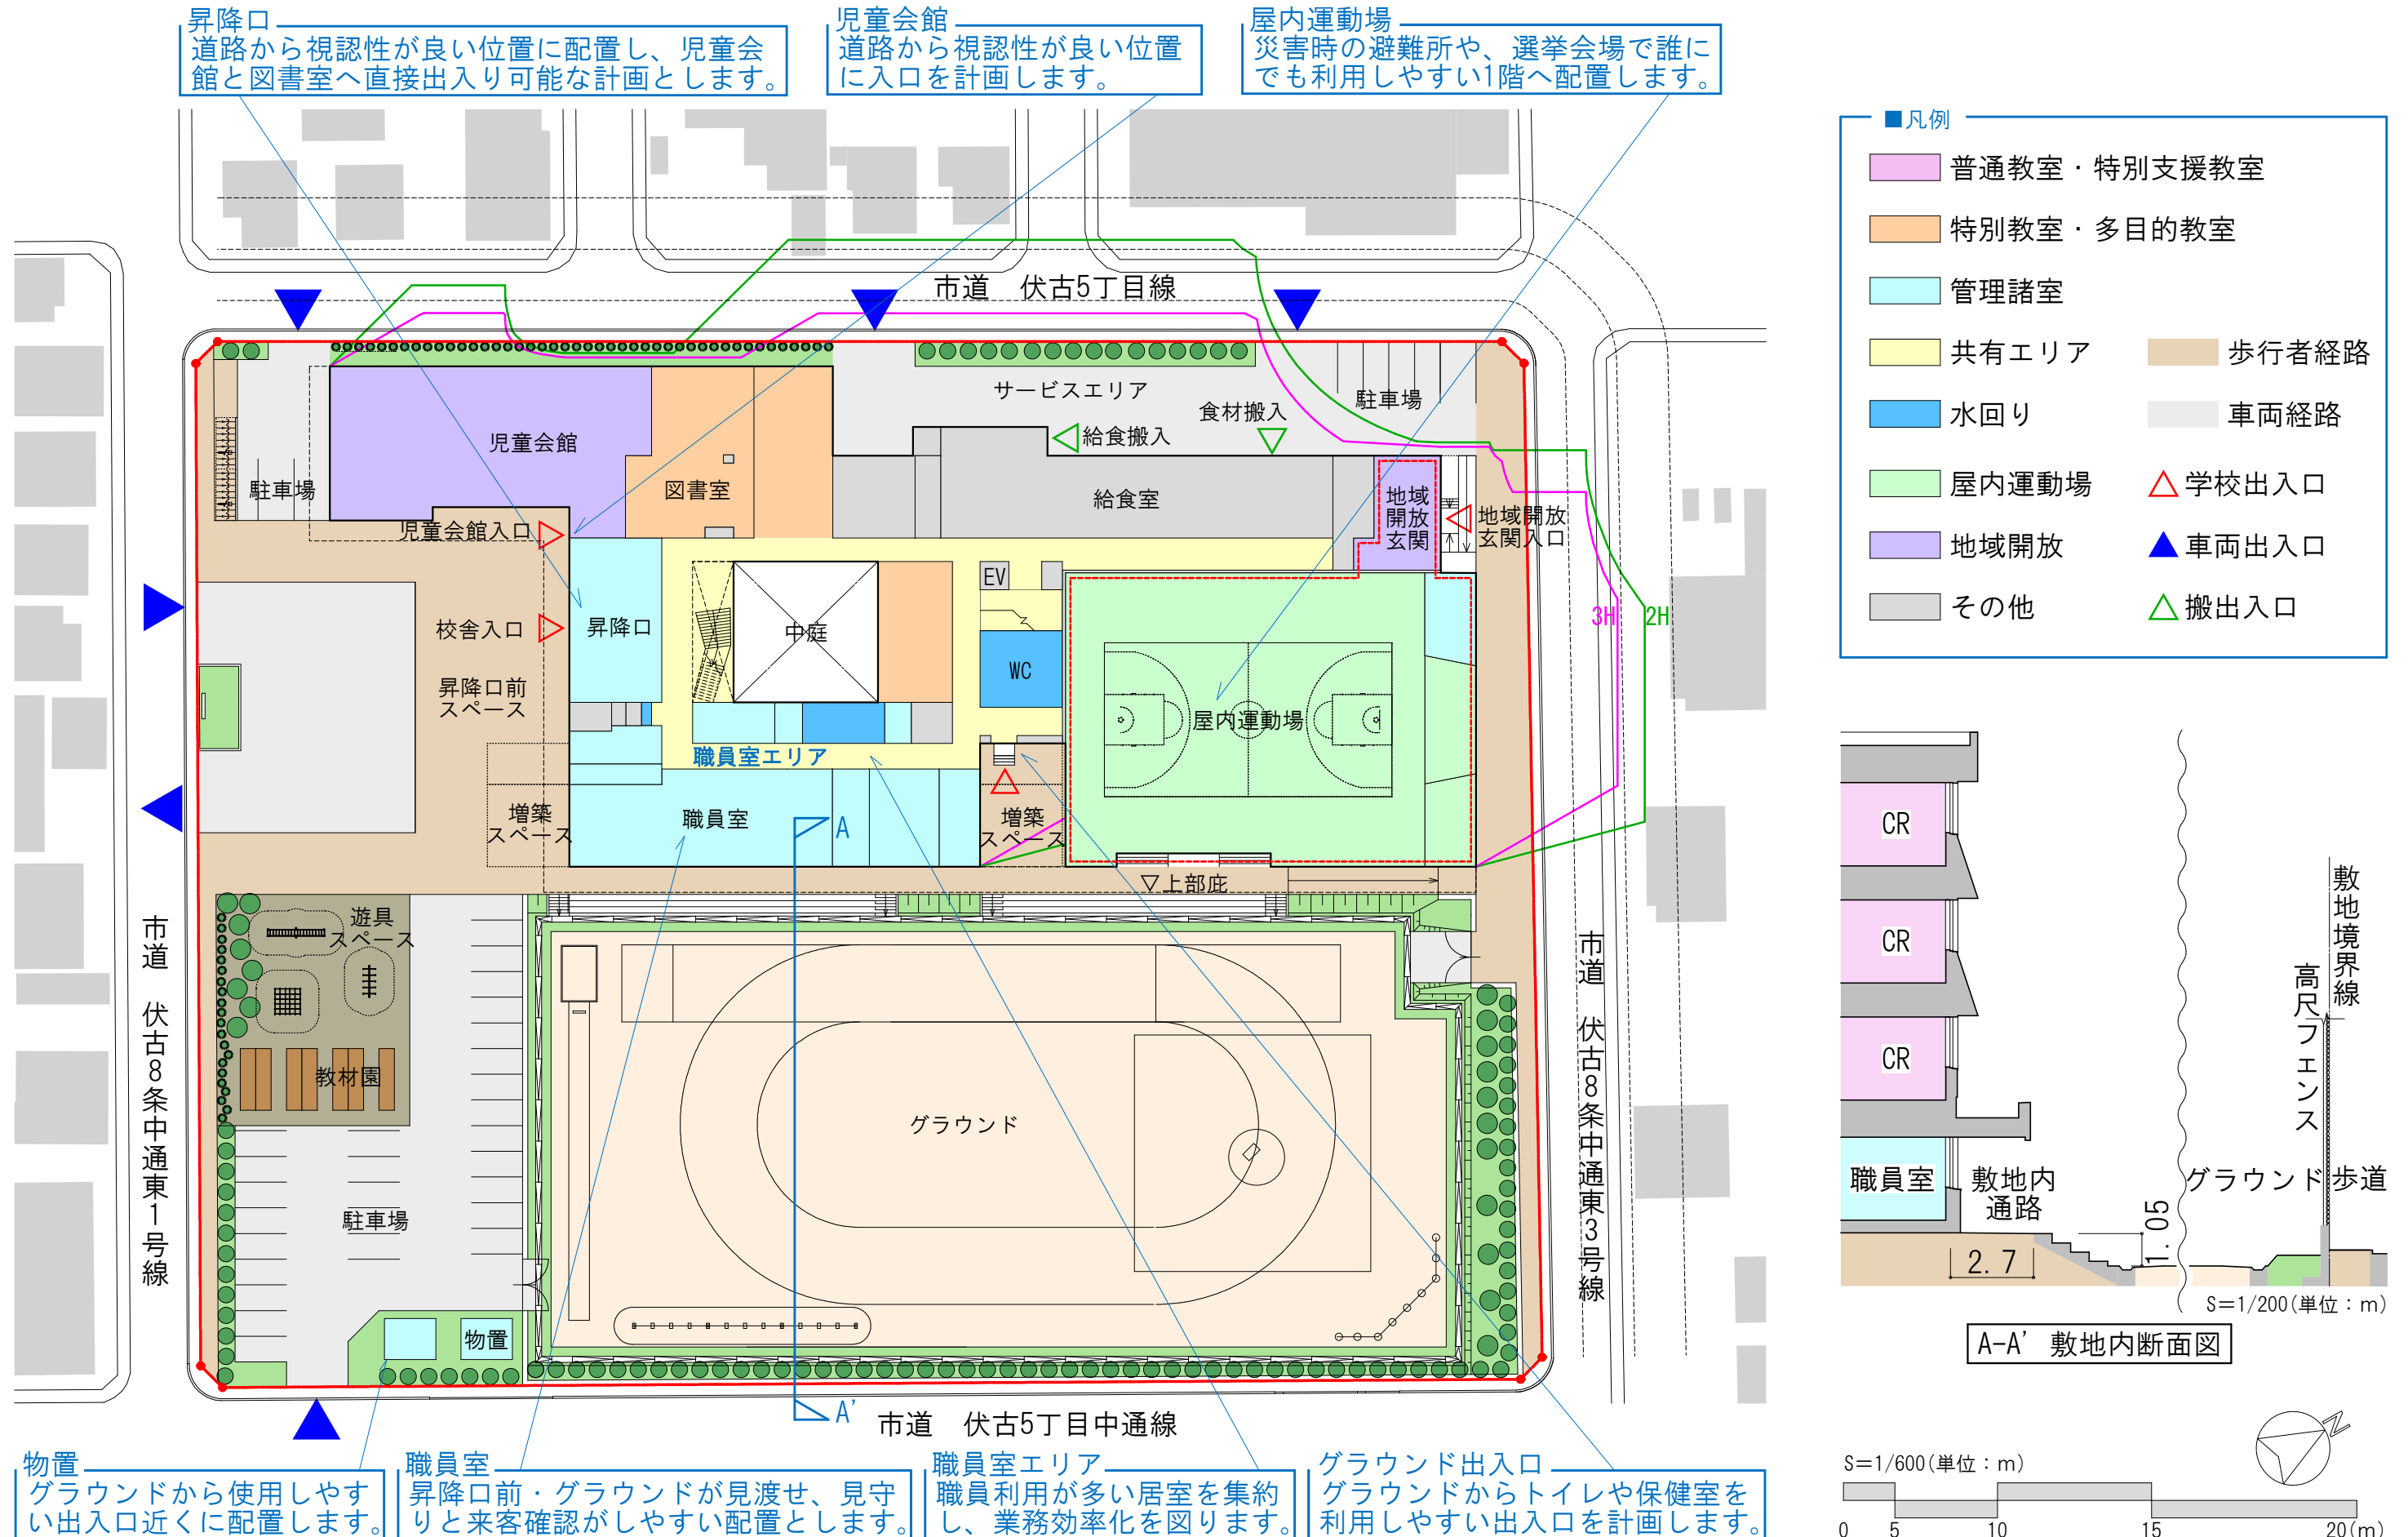 昇降口
道路から視認性が良い位置に配置し、児童会
館と図書室へ直接出入り可能な計画とします。
児童会館
道路から視認性が良い位置
に入口を計画します。
屋内運動場
災害時の避難所や、選挙会場で誰に
でも利用しやすい1階へ配置します。
■凡例
普通教室・特別支援教室
特別教室・多目的教室
管理諸室
共有エリア
歩行者経路
水回り
車両経路
屋内運動場
学校出入口
地域開放
車両出入口
その他
搬出入口
市道 伏古5丁目線
サービスエリア
駐車場
食材搬入
給食搬入
児童会館
図書室
給食室
駐車場
地域
開放
玄関
地域開放
玄関入口
児童会館入口
EV
3H
2H
校舎入口
昇降口
中庭
WC
昇降口前
スペース
屋内運動場
職員室エリア
増築
スペース
職員室
A
増築
スペース
▽上部庇
遊具
スペース
教材園
グラウンド
駐車場
物置
市道 伏古8条中通東1号線
市道 伏古8条中通東3号線
A'
市道 伏古5丁目中通線
CR
CR
CR
職員室
敷地内
通路
グラウンド
歩道
敷地境界線
高尺フェンス
1.05
2.7
S=1/200(単位:m)
A-A' 敷地内断面図
N
S=1/600(単位:m)
0 5 10 15 20(m)
物置
グラウンドから使用しやす
い出入口近くに配置します。
職員室
昇降口前・グラウンドが見渡せ、見守
りと来客確認がしやすい配置とします。
職員室エリア
職員利用が多い居室を集約
し、業務効率化を図ります。
グラウンド出入口
グラウンドからトイレや保健室を
利用しやすい出入口を計画します。